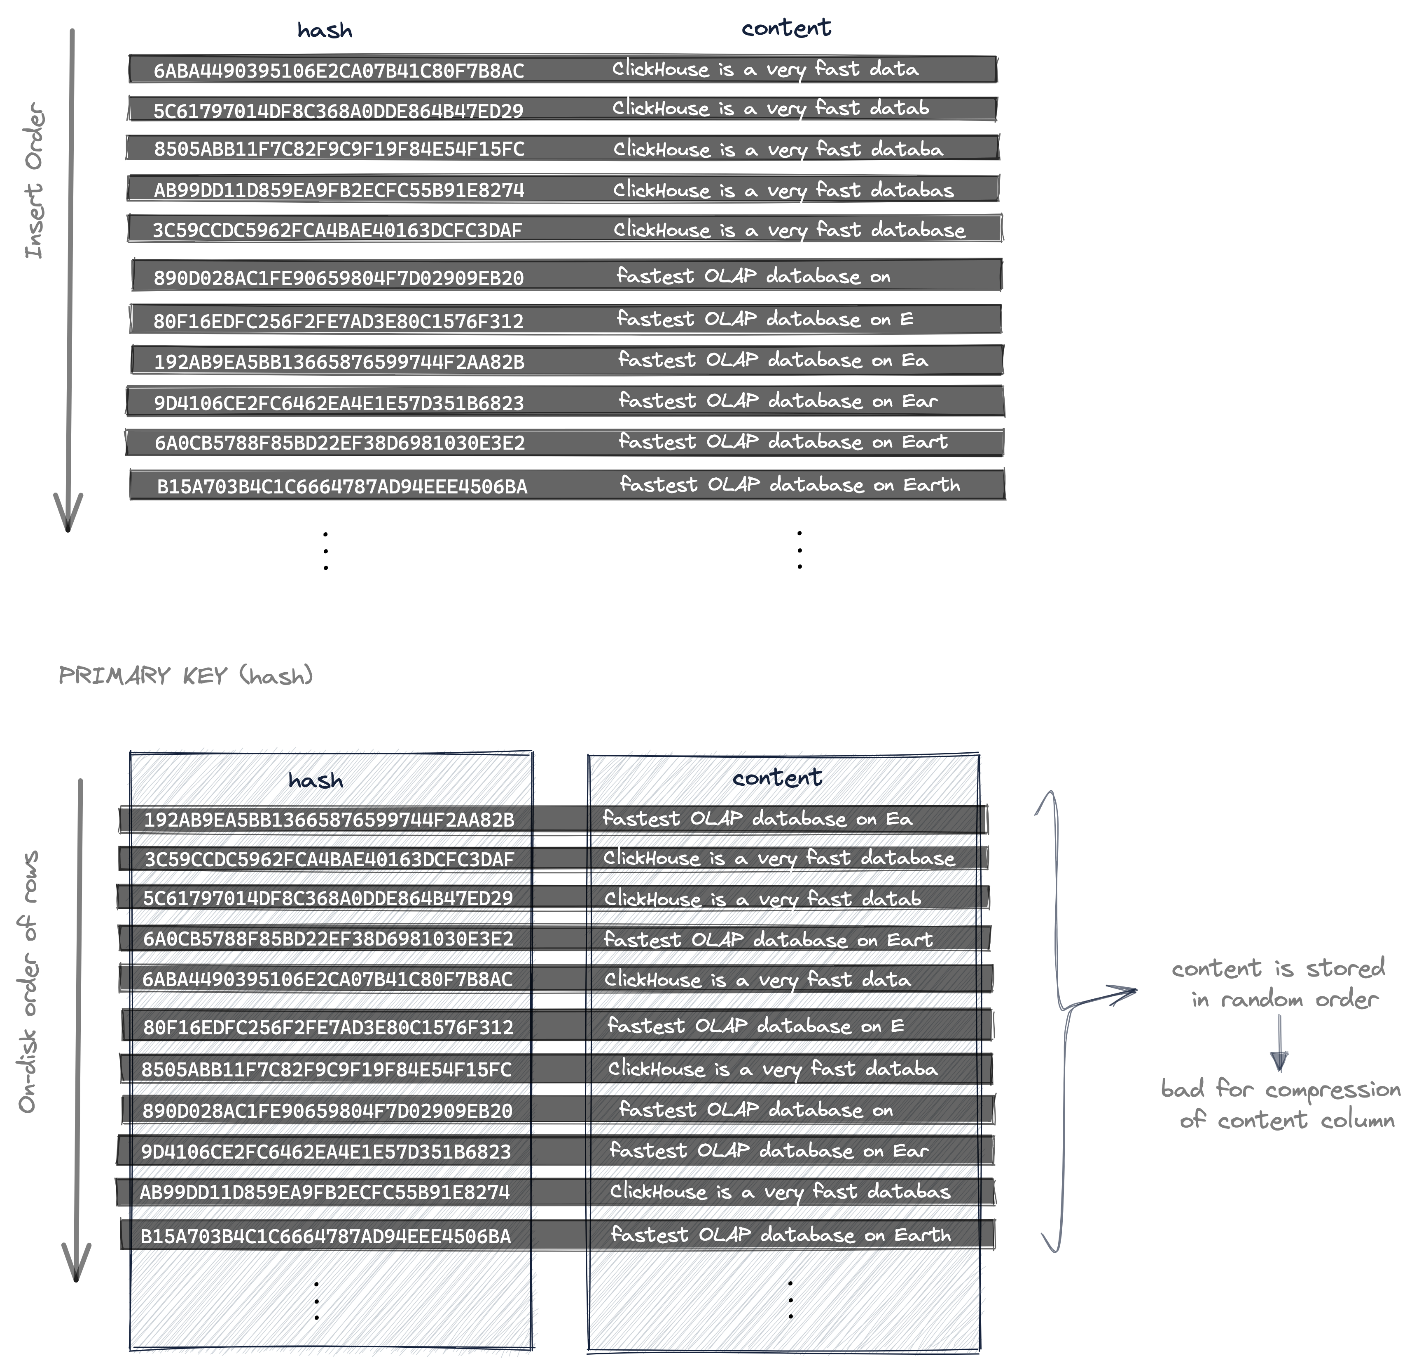 hash content
Insert Order
6ABA4490395106E2CA07B41C80F7B8AC ClickHouse is a very fast data
5C61797014DF8C368A0DDE864B47ED29 ClickHouse is a very fast datab
8505ABB11F7C82F9C9F19F84E54F15FC ClickHouse is a very fast databa
AB99DD11D859EA9FB2ECFC55B91E8274 ClickHouse is a very fast databas
3C59CCDC5962FCA4BAE40163DCFC3DAF ClickHouse is a very fast database
890D028AC1FE90659804F7D02909EB20 fastest OLAP database on
80F16EDFC256F2FE7AD3E80C1576F312 fastest OLAP database on E
192AB9EA5BB13665876599744F2AA82B fastest OLAP database on Ea
9D4106CE2FC6462EA4E1E57D351B6823 fastest OLAP database on Ear
6A0CB5788F85BD22EF38D6981030E3E2 fastest OLAP database on Eart
B15A703B4C1C6664787AD94EEE4506BA fastest OLAP database on Earth
PRIMARY KEY (hash)
hash content
On-disk order of rows
192AB9EA5BB13665876599744F2AA82B fastest OLAP database on Ea
3C59CCDC5962FCA4BAE40163DCFC3DAF ClickHouse is a very fast database
5C61797014DF8C368A0DDE864B47ED29 ClickHouse is a very fast datab
6A0CB5788F85BD22EF38D6981030E3E2 fastest OLAP database on Eart
6ABA4490395106E2CA07B41C80F7B8AC ClickHouse is a very fast data
80F16EDFC256F2FE7AD3E80C1576F312 fastest OLAP database on E
8505ABB11F7C82F9C9F19F84E54F15FC ClickHouse is a very fast databa
890D028AC1FE90659804F7D02909EB20 fastest OLAP database on
9D4106CE2FC6462EA4E1E57D351B6823 fastest OLAP database on Ear
AB99DD11D859EA9FB2ECFC55B91E8274 ClickHouse is a very fast databas
B15A703B4C1C6664787AD94EEE4506BA fastest OLAP database on Earth
content is stored
in random order
bad for compression
of content column